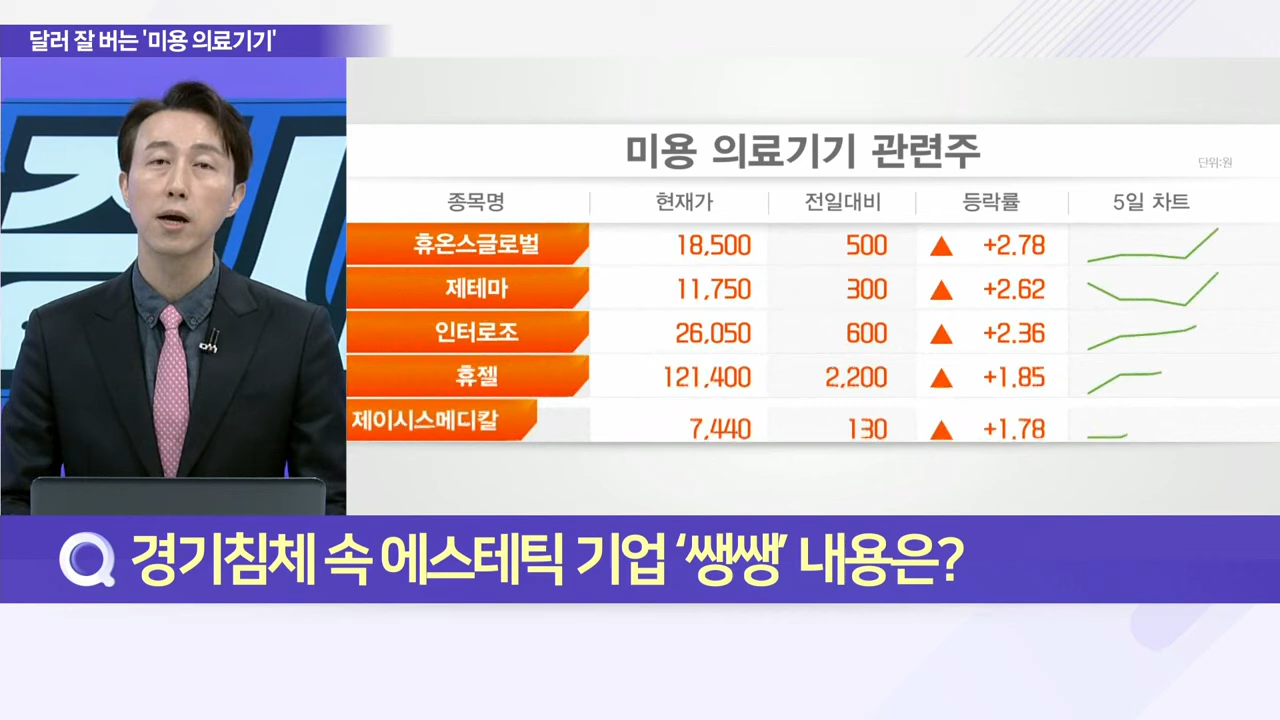 달러 잘 버는 '미용 의료기기'
미용 의료기기 관련주
단위:원
종목명 현재가 전일대비 등락률 5일 차트
휴온스글로벌 18,500 500 ▲ +2.78
제테마 11,750 300 ▲ +2.62
인터로조 26,050 600 ▲ +2.36
휴젤 121,400 2,200 ▲ +1.85
제이시스메디칼 7,440 130 ▲ +1.78
Q 경기침체 속 에스테틱 기업 ‘쌩쌩’ 내용은?